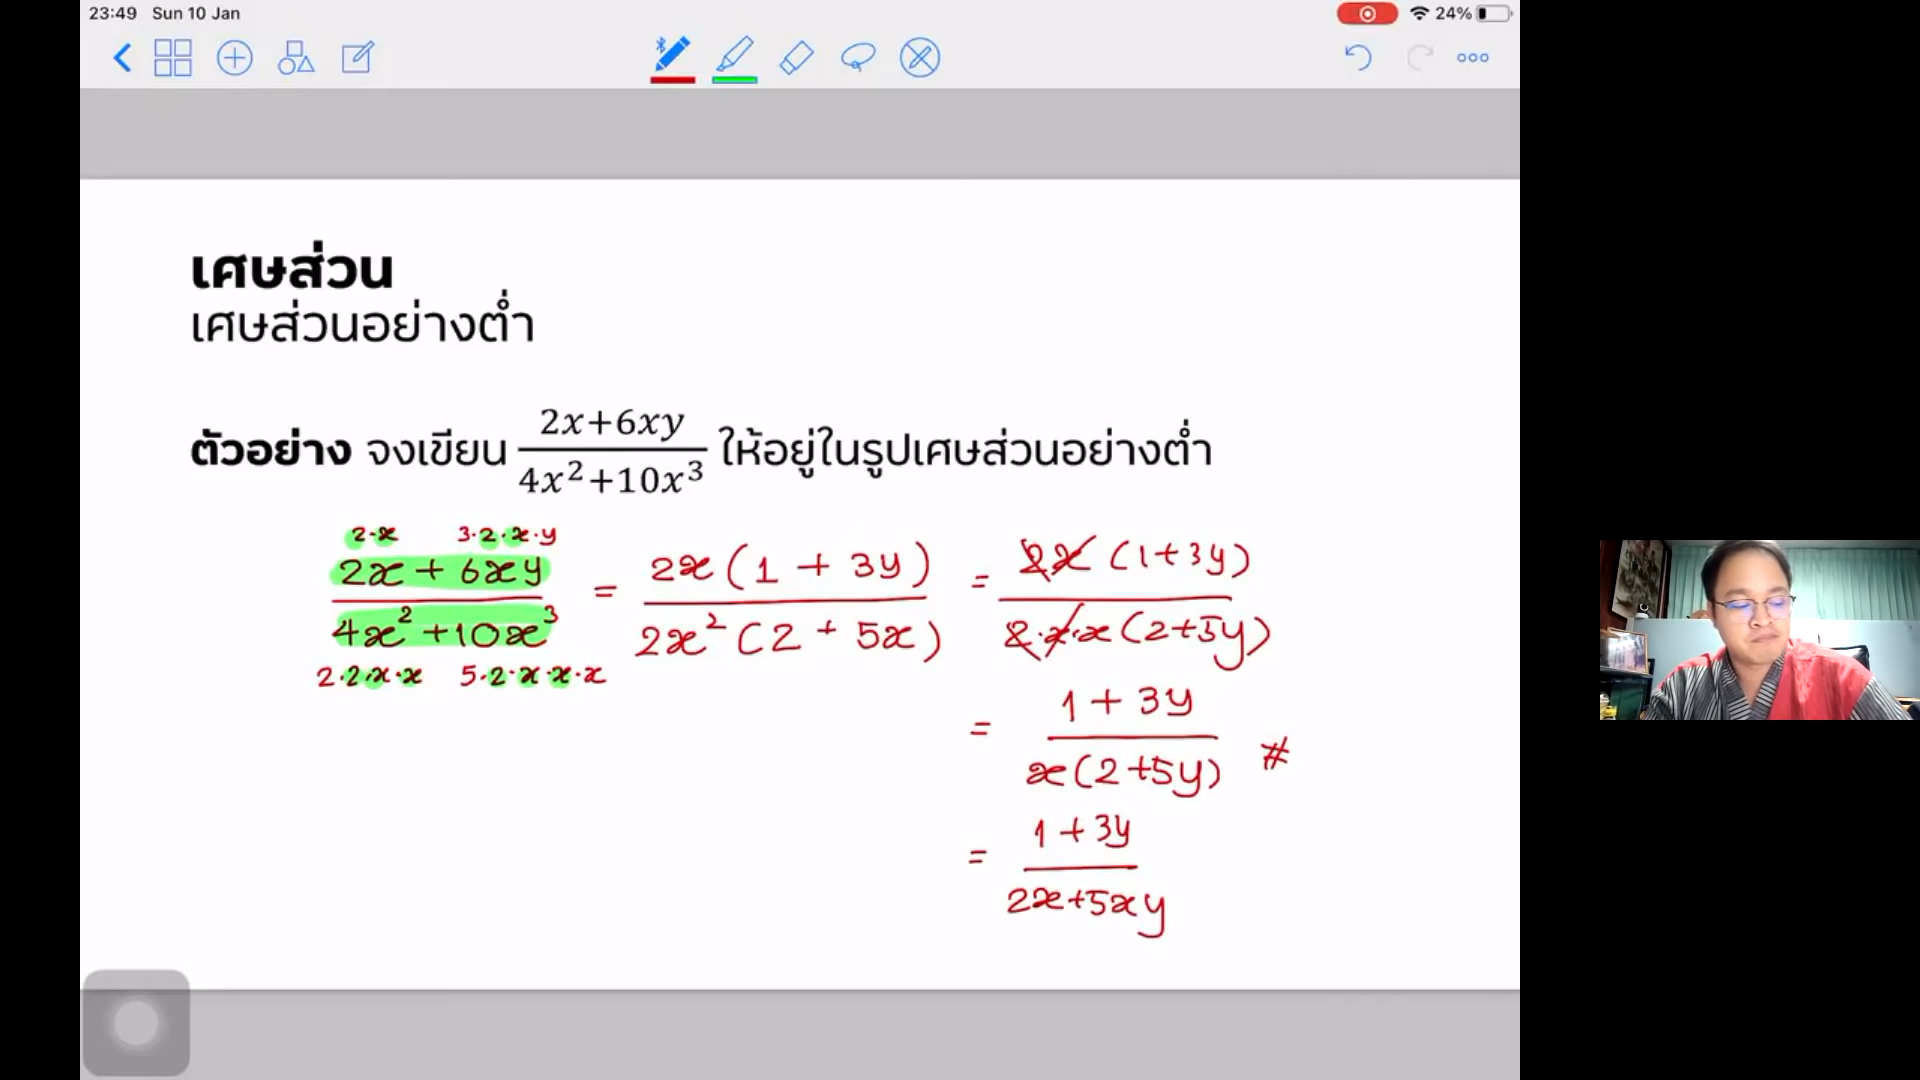 23:49 Sun 10 Jan
24%
เศษส่วน
เศษส่วนอย่างต่ำ
ตัวอย่าง จงเขียน (2x+6xy)/(4x²+10x³) ให้อยู่ในรูปเศษส่วนอย่างต่ำ
2·x 3·2·x·y
2x + 6xy = 2x(1 + 3y) = 2x(1+3y)
4x² + 10x³ 2x²(2 + 5x) 2·x·x(2+5y)
2·2·x·x 5·2·x·x·x
= 1 + 3y
x(2+5y) #
= 1+3y
2x+5xy